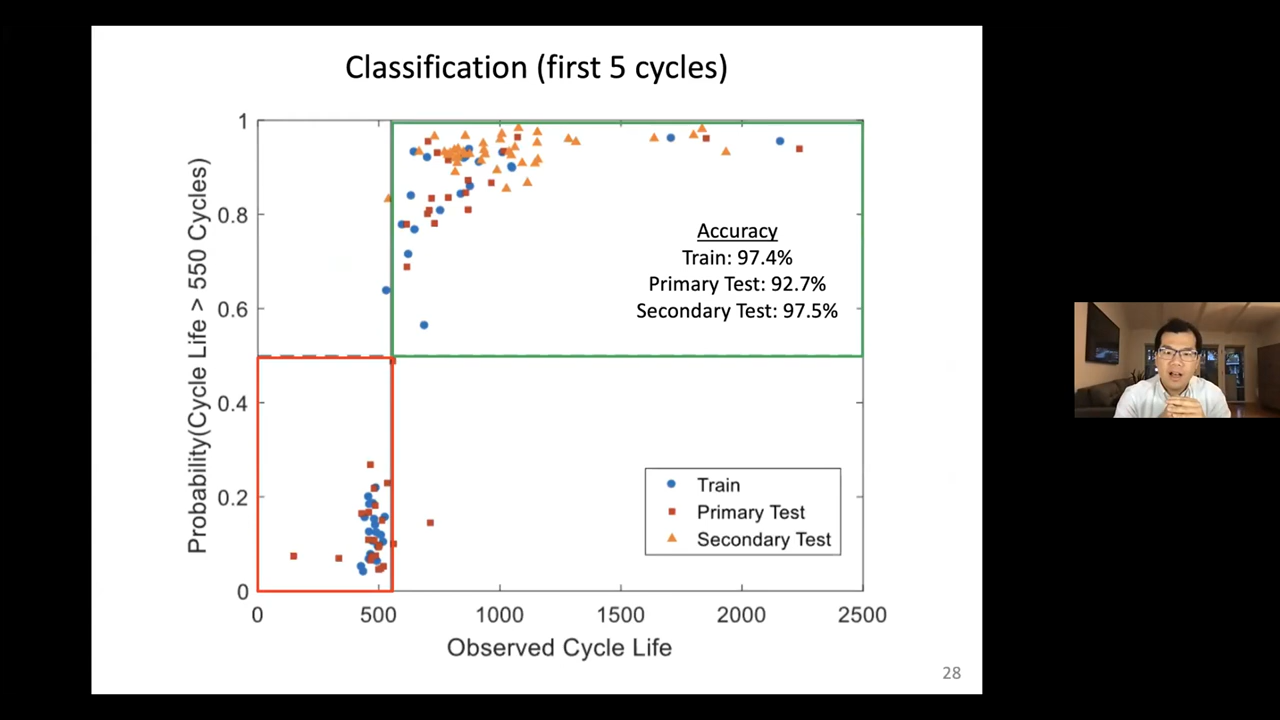 Classification (first 5 cycles)
Probability(Cycle Life > 550 Cycles)
1
0.8
0.6
0.4
0.2
0
0
500
1000
1500
2000
2500
Observed Cycle Life
Accuracy
Train: 97.4%
Primary Test: 92.7%
Secondary Test: 97.5%
Train
Primary Test
Secondary Test
28